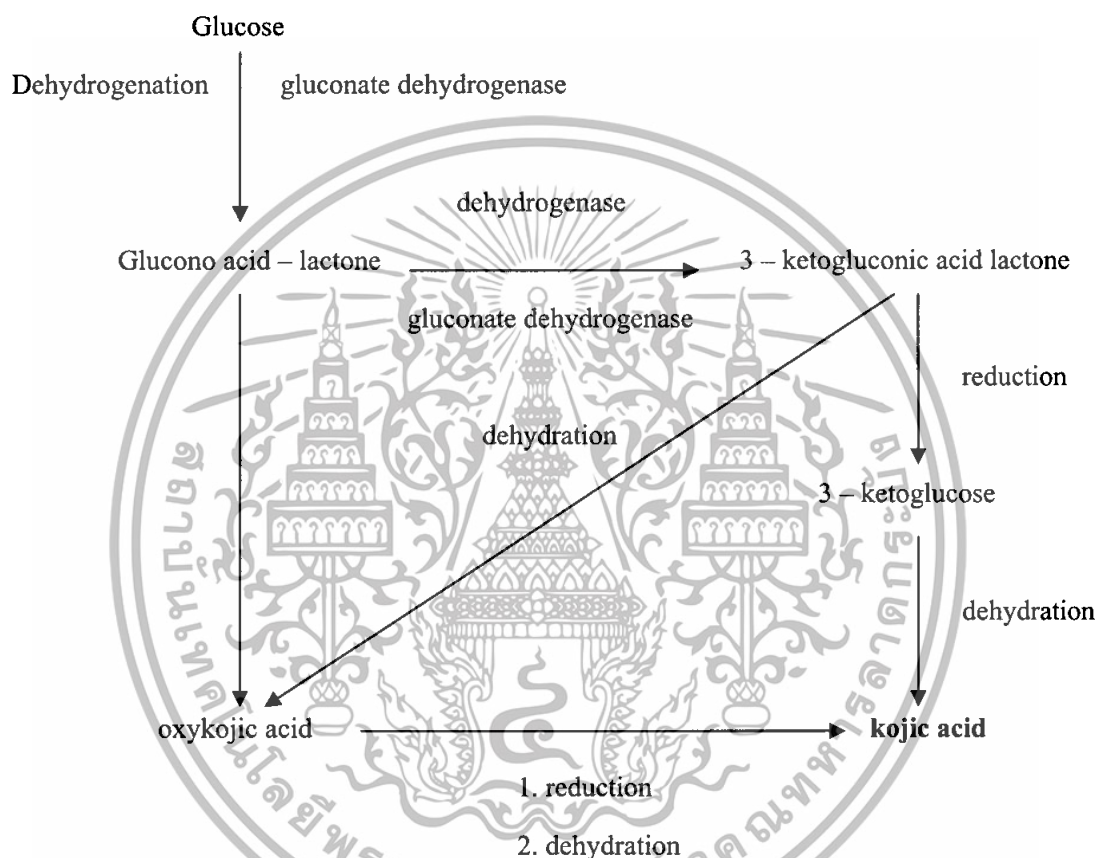 Glucose
Dehydrogenation gluconate dehydrogenase
dehydrogenase
Glucono acid – lactone 3 – ketogluconic acid lactone
gluconate dehydrogenase
reduction
dehydration
3 – ketoglucose
dehydration
oxykojic acid kojic acid
1. reduction
2. dehydration